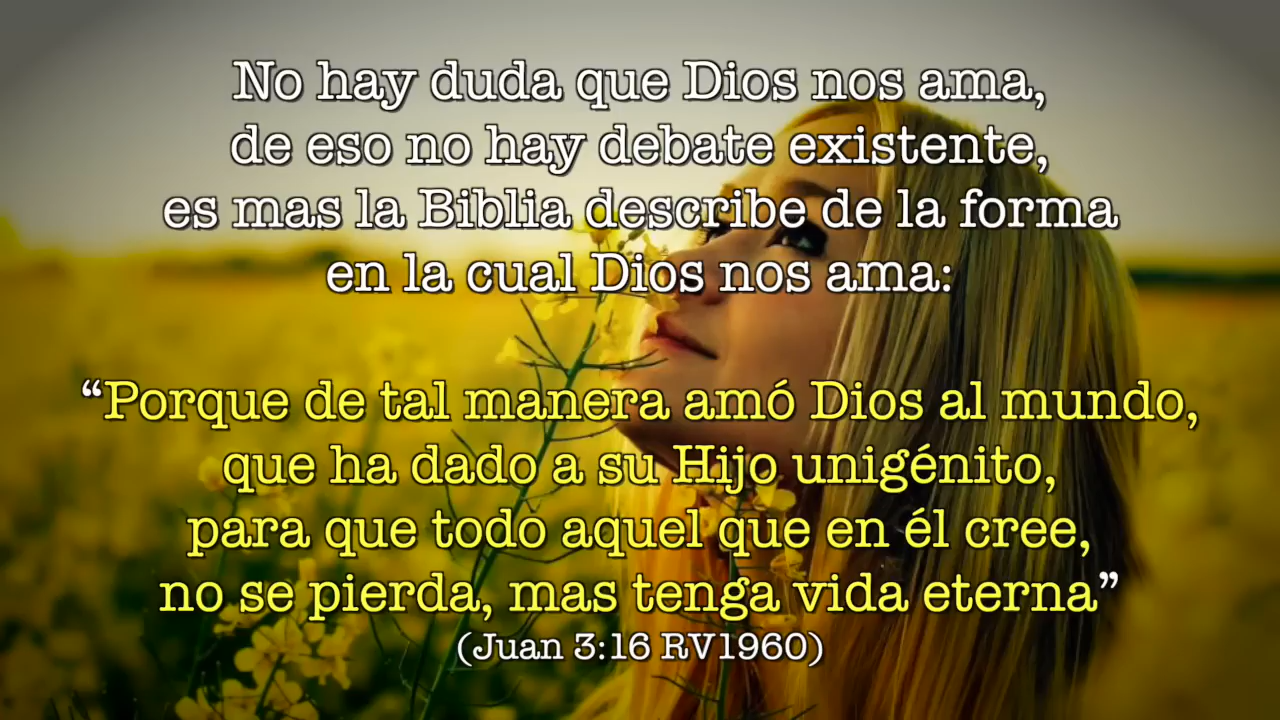 No hay duda que Dios nos ama,
de eso no hay debate existente,
es mas la Biblia describe de la forma
en la cual Dios nos ama:
“Porque de tal manera amó Dios al mundo,
que ha dado a su Hijo unigénito,
para que todo aquel que en él cree,
no se pierda, mas tenga vida eterna”
(Juan 3:16 RV1960)